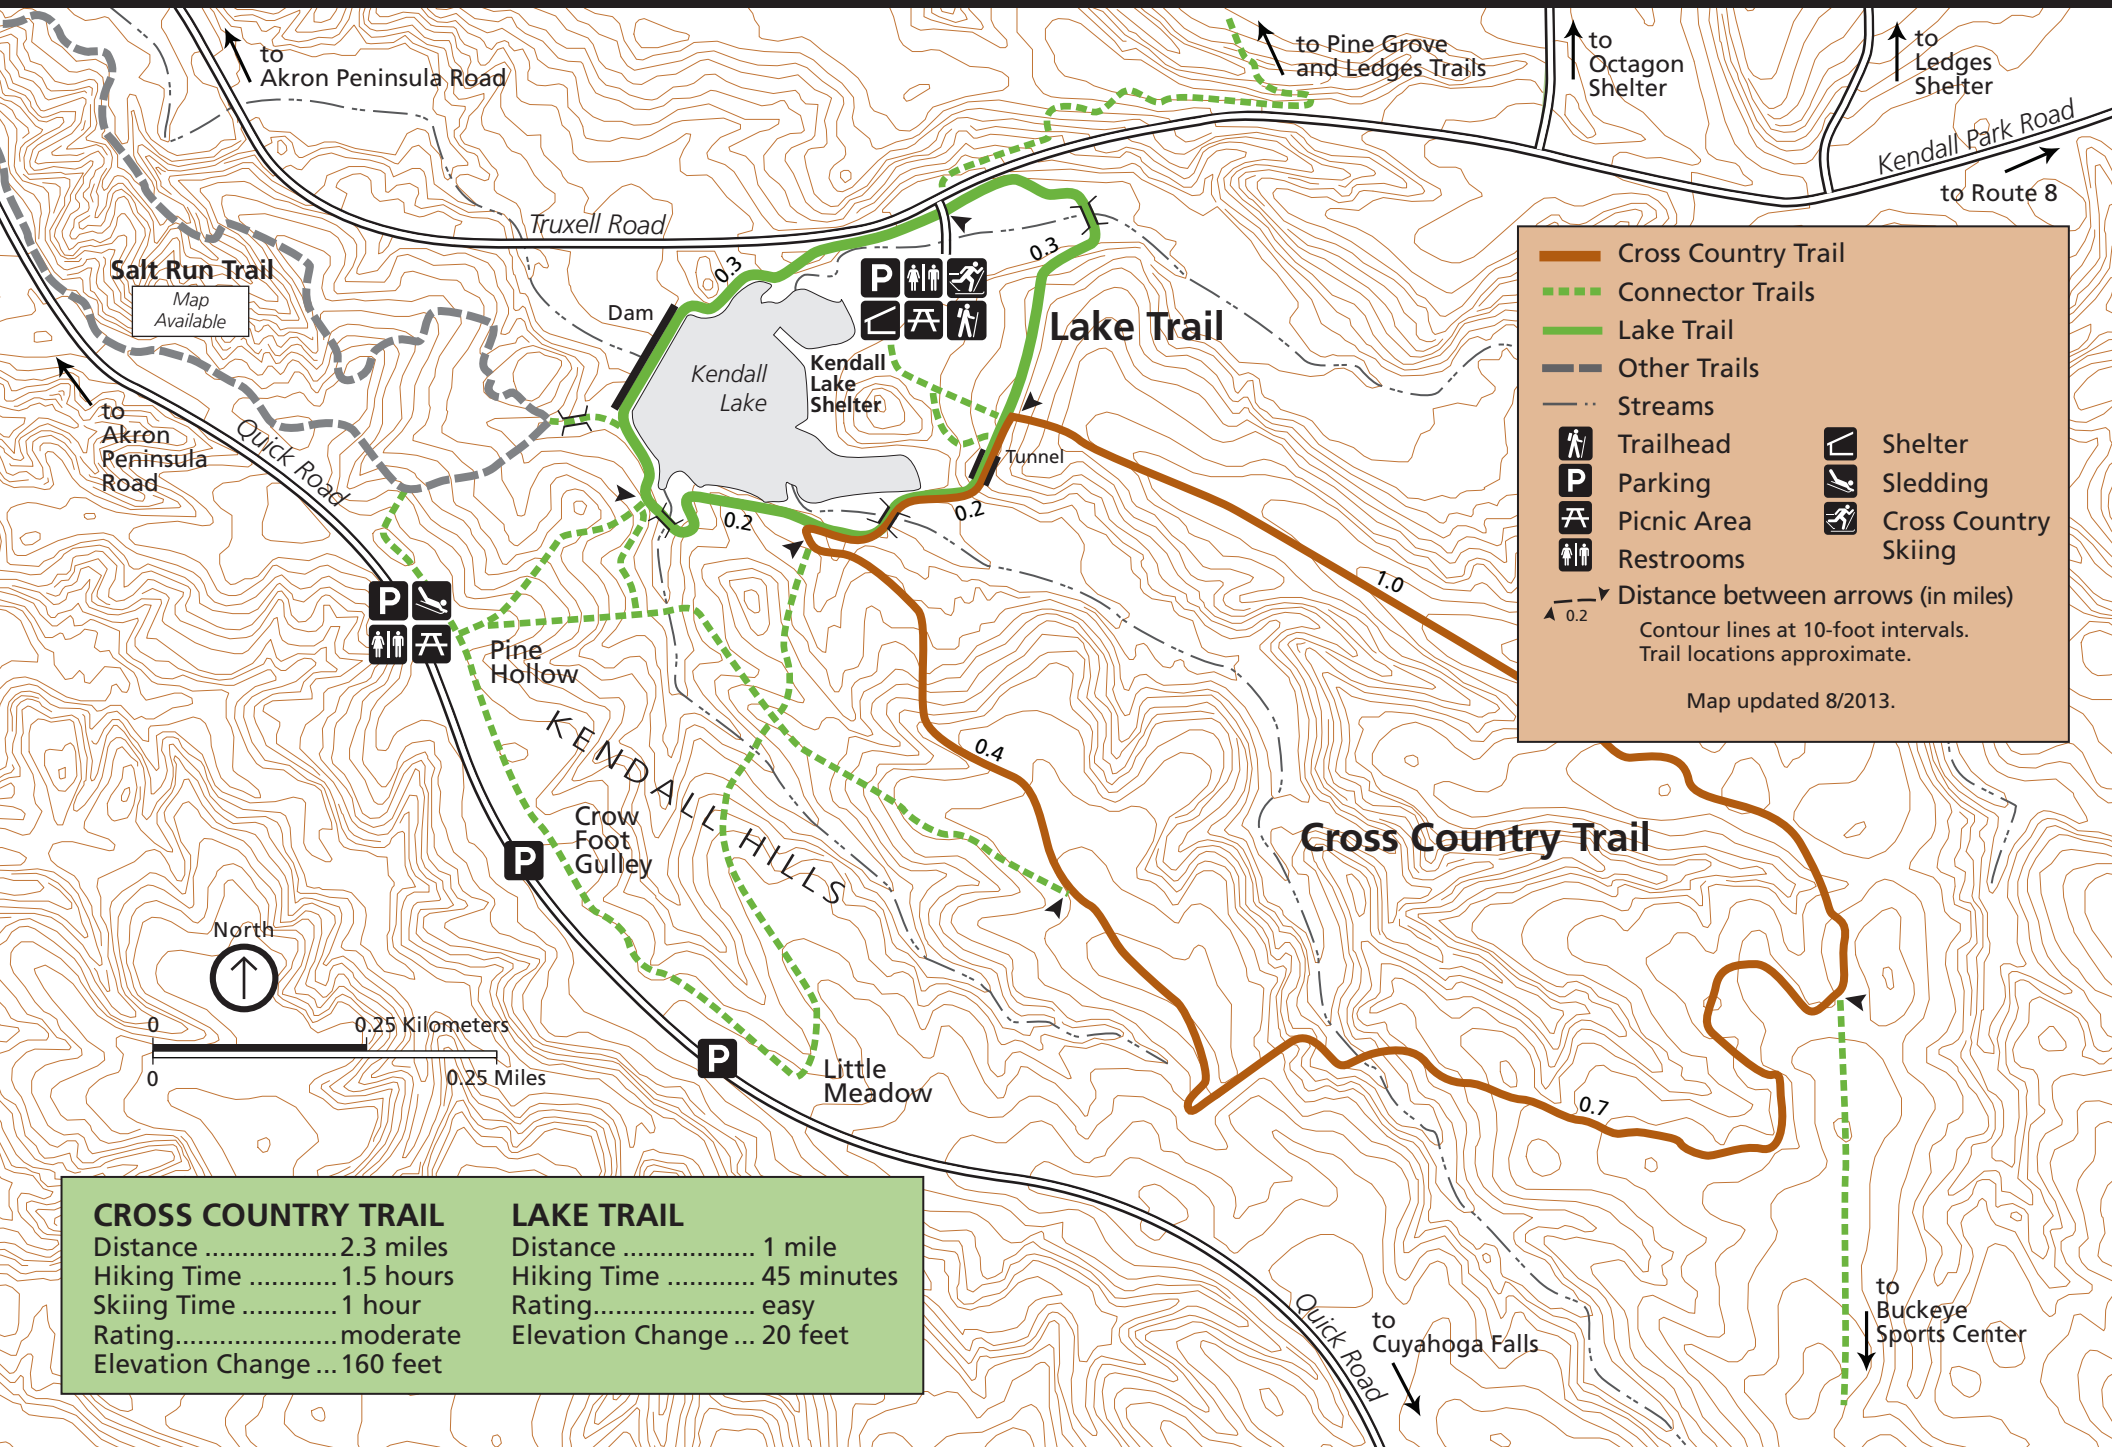 to
Akron Peninsula Road
to Pine Grove
and Ledges Trails
to
Octagon
Shelter
to
Ledges
Shelter
Kendall Park Road
to Route 8
Truxell Road
Salt Run Trail
Map
Available
Dam
0.3
0.3
Lake Trail
Kendall
Lake
P
Kendall
Lake
Shelter
Tunnel
to
Akron
Peninsula
Road
Quick Road
0.2
0.2
1.0
Cross Country Trail
Connector Trails
Lake Trail
Other Trails
Streams
Trailhead
P
Parking
Picnic Area
Restrooms
Shelter
Sledding
Cross Country
Skiing
0.2
Distance between arrows (in miles)
Contour lines at 10-foot intervals.
Trail locations approximate.
Map updated 8/2013.
P
Pine
Hollow
KENDALL HILLS
0.4
Crow
Foot
Gulley
P
Cross Country Trail
North
0
0.25 Kilometers
0
0.25 Miles
P
Little
Meadow
0.7
CROSS COUNTRY TRAIL
Distance ..................2.3 miles
Hiking Time ............1.5 hours
Skiing Time .............1 hour
Rating......................moderate
Elevation Change ...160 feet
LAKE TRAIL
Distance .................. 1 mile
Hiking Time ............ 45 minutes
Rating...................... easy
Elevation Change ... 20 feet
Quick Road
to
Cuyahoga Falls
to
Buckeye
Sports Center